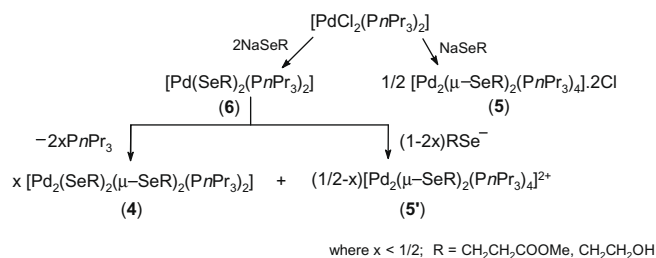 [PdCl₂(PnPr₃)₂]
2NaSeR NaSeR
[Pd(SeR)₂(PnPr₃)₂] 1/2 [Pd₂(μ−SeR)₂(PnPr₃)₄].2Cl
(6) (5)
−2xPnPr₃ (1-2x)RSe⁻
x [Pd₂(SeR)₂(μ−SeR)₂(PnPr₃)₂] + (1/2-x)[Pd₂(μ−SeR)₂(PnPr₃)₄]²⁺
(4) (5')
where x < 1/2; R = CH₂CH₂COOMe, CH₂CH₂OH